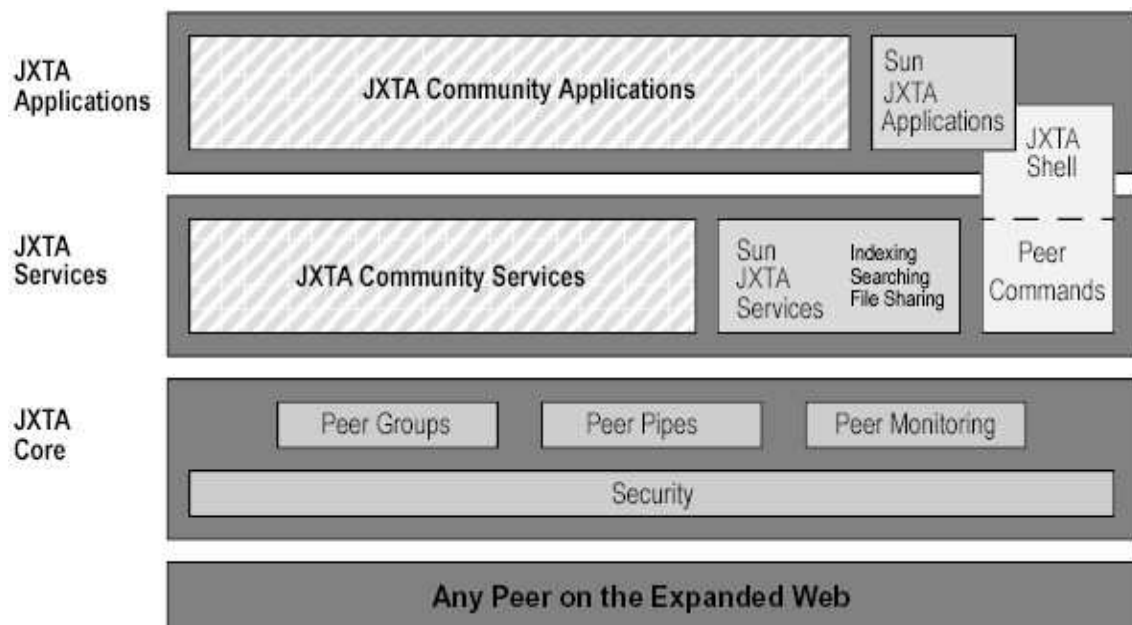 JXTA
Applications
JXTA Community Applications
Sun
JXTA
Applications
JXTA
Shell
JXTA
Services
JXTA Community Services
Sun
JXTA
Services
Indexing
Searching
File Sharing
Peer
Commands
JXTA
Core
Peer Groups
Peer Pipes
Peer Monitoring
Security
Any Peer on the Expanded Web